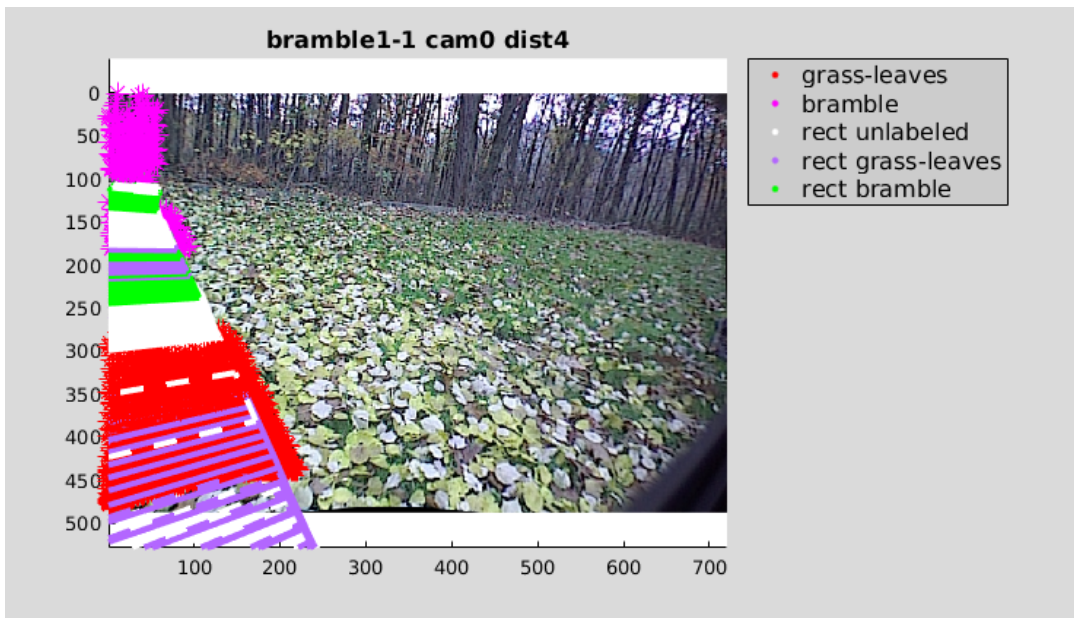 bramble1-1 cam0 dist4
grass-leaves
bramble
rect unlabeled
rect grass-leaves
rect bramble
0
50
100
150
200
250
300
350
400
450
500
100 200 300 400 500 600 700